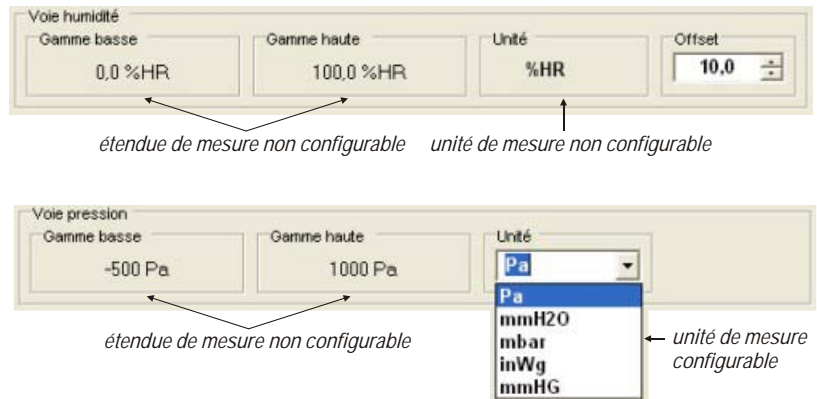 Voie humidité
Gamme basse Gamme haute Unité Offset
0,0 %HR 100,0 %HR %HR 10,0
étendue de mesure non configurable unité de mesure non configurable
Voie pression
Gamme basse Gamme haute Unité
-500 Pa 1000 Pa Pa
Pa
mmH2O
mbar
inWg
mmHG
étendue de mesure non configurable
unité de mesure
configurable